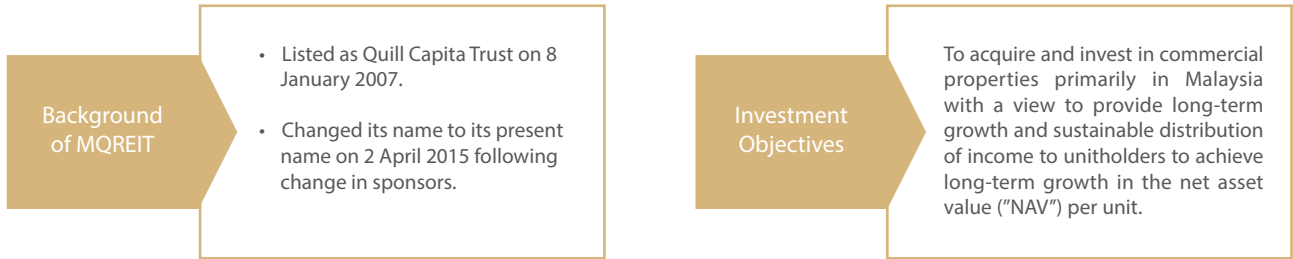 Background
of MQREIT
• Listed as Quill Capita Trust on 8
January 2007.
• Changed its name to its present
name on 2 April 2015 following
change in sponsors.
Investment
Objectives
To acquire and invest in commercial
properties primarily in Malaysia
with a view to provide long-term
growth and sustainable distribution
of income to unitholders to achieve
long-term growth in the net asset
value (”NAV”) per unit.